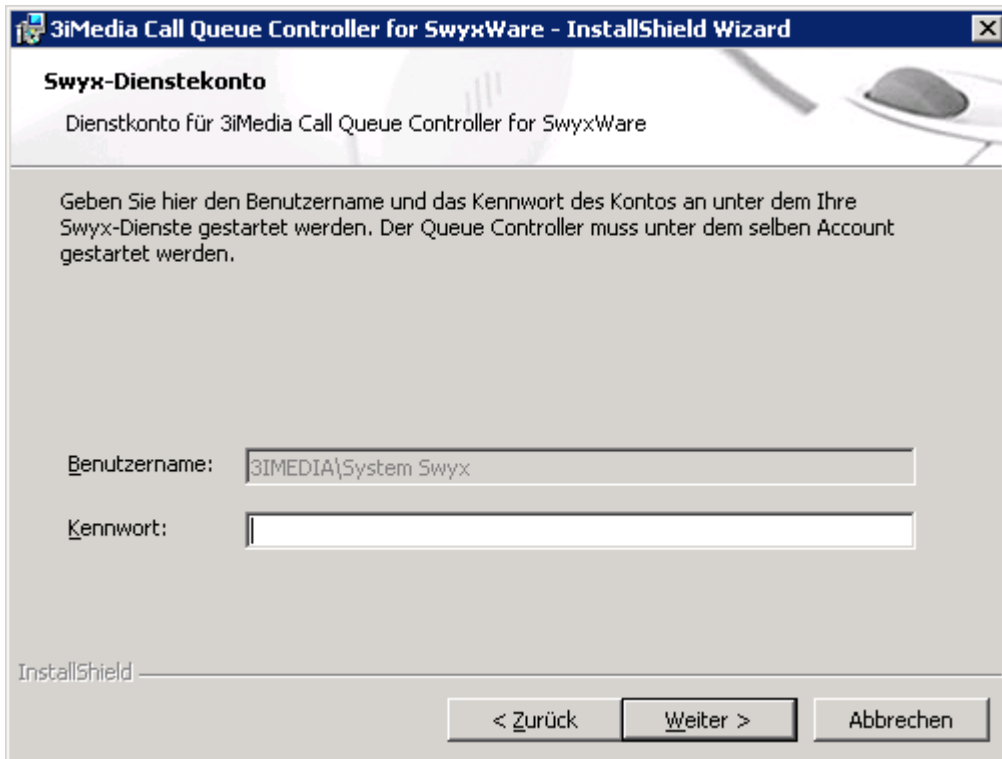 3iMedia Call Queue Controller for SwyxWare - InstallShield Wizard
Swyx-Dienstekonto
Dienstkonto für 3iMedia Call Queue Controller for SwyxWare
Geben Sie hier den Benutzername und das Kennwort des Kontos an unter dem Ihre
Swyx-Dienste gestartet werden. Der Queue Controller muss unter dem selben Account
gestartet werden.
Benutzername: 3IMEDIA\System Swyx
Kennwort:
InstallShield
< Zurück Weiter > Abbrechen